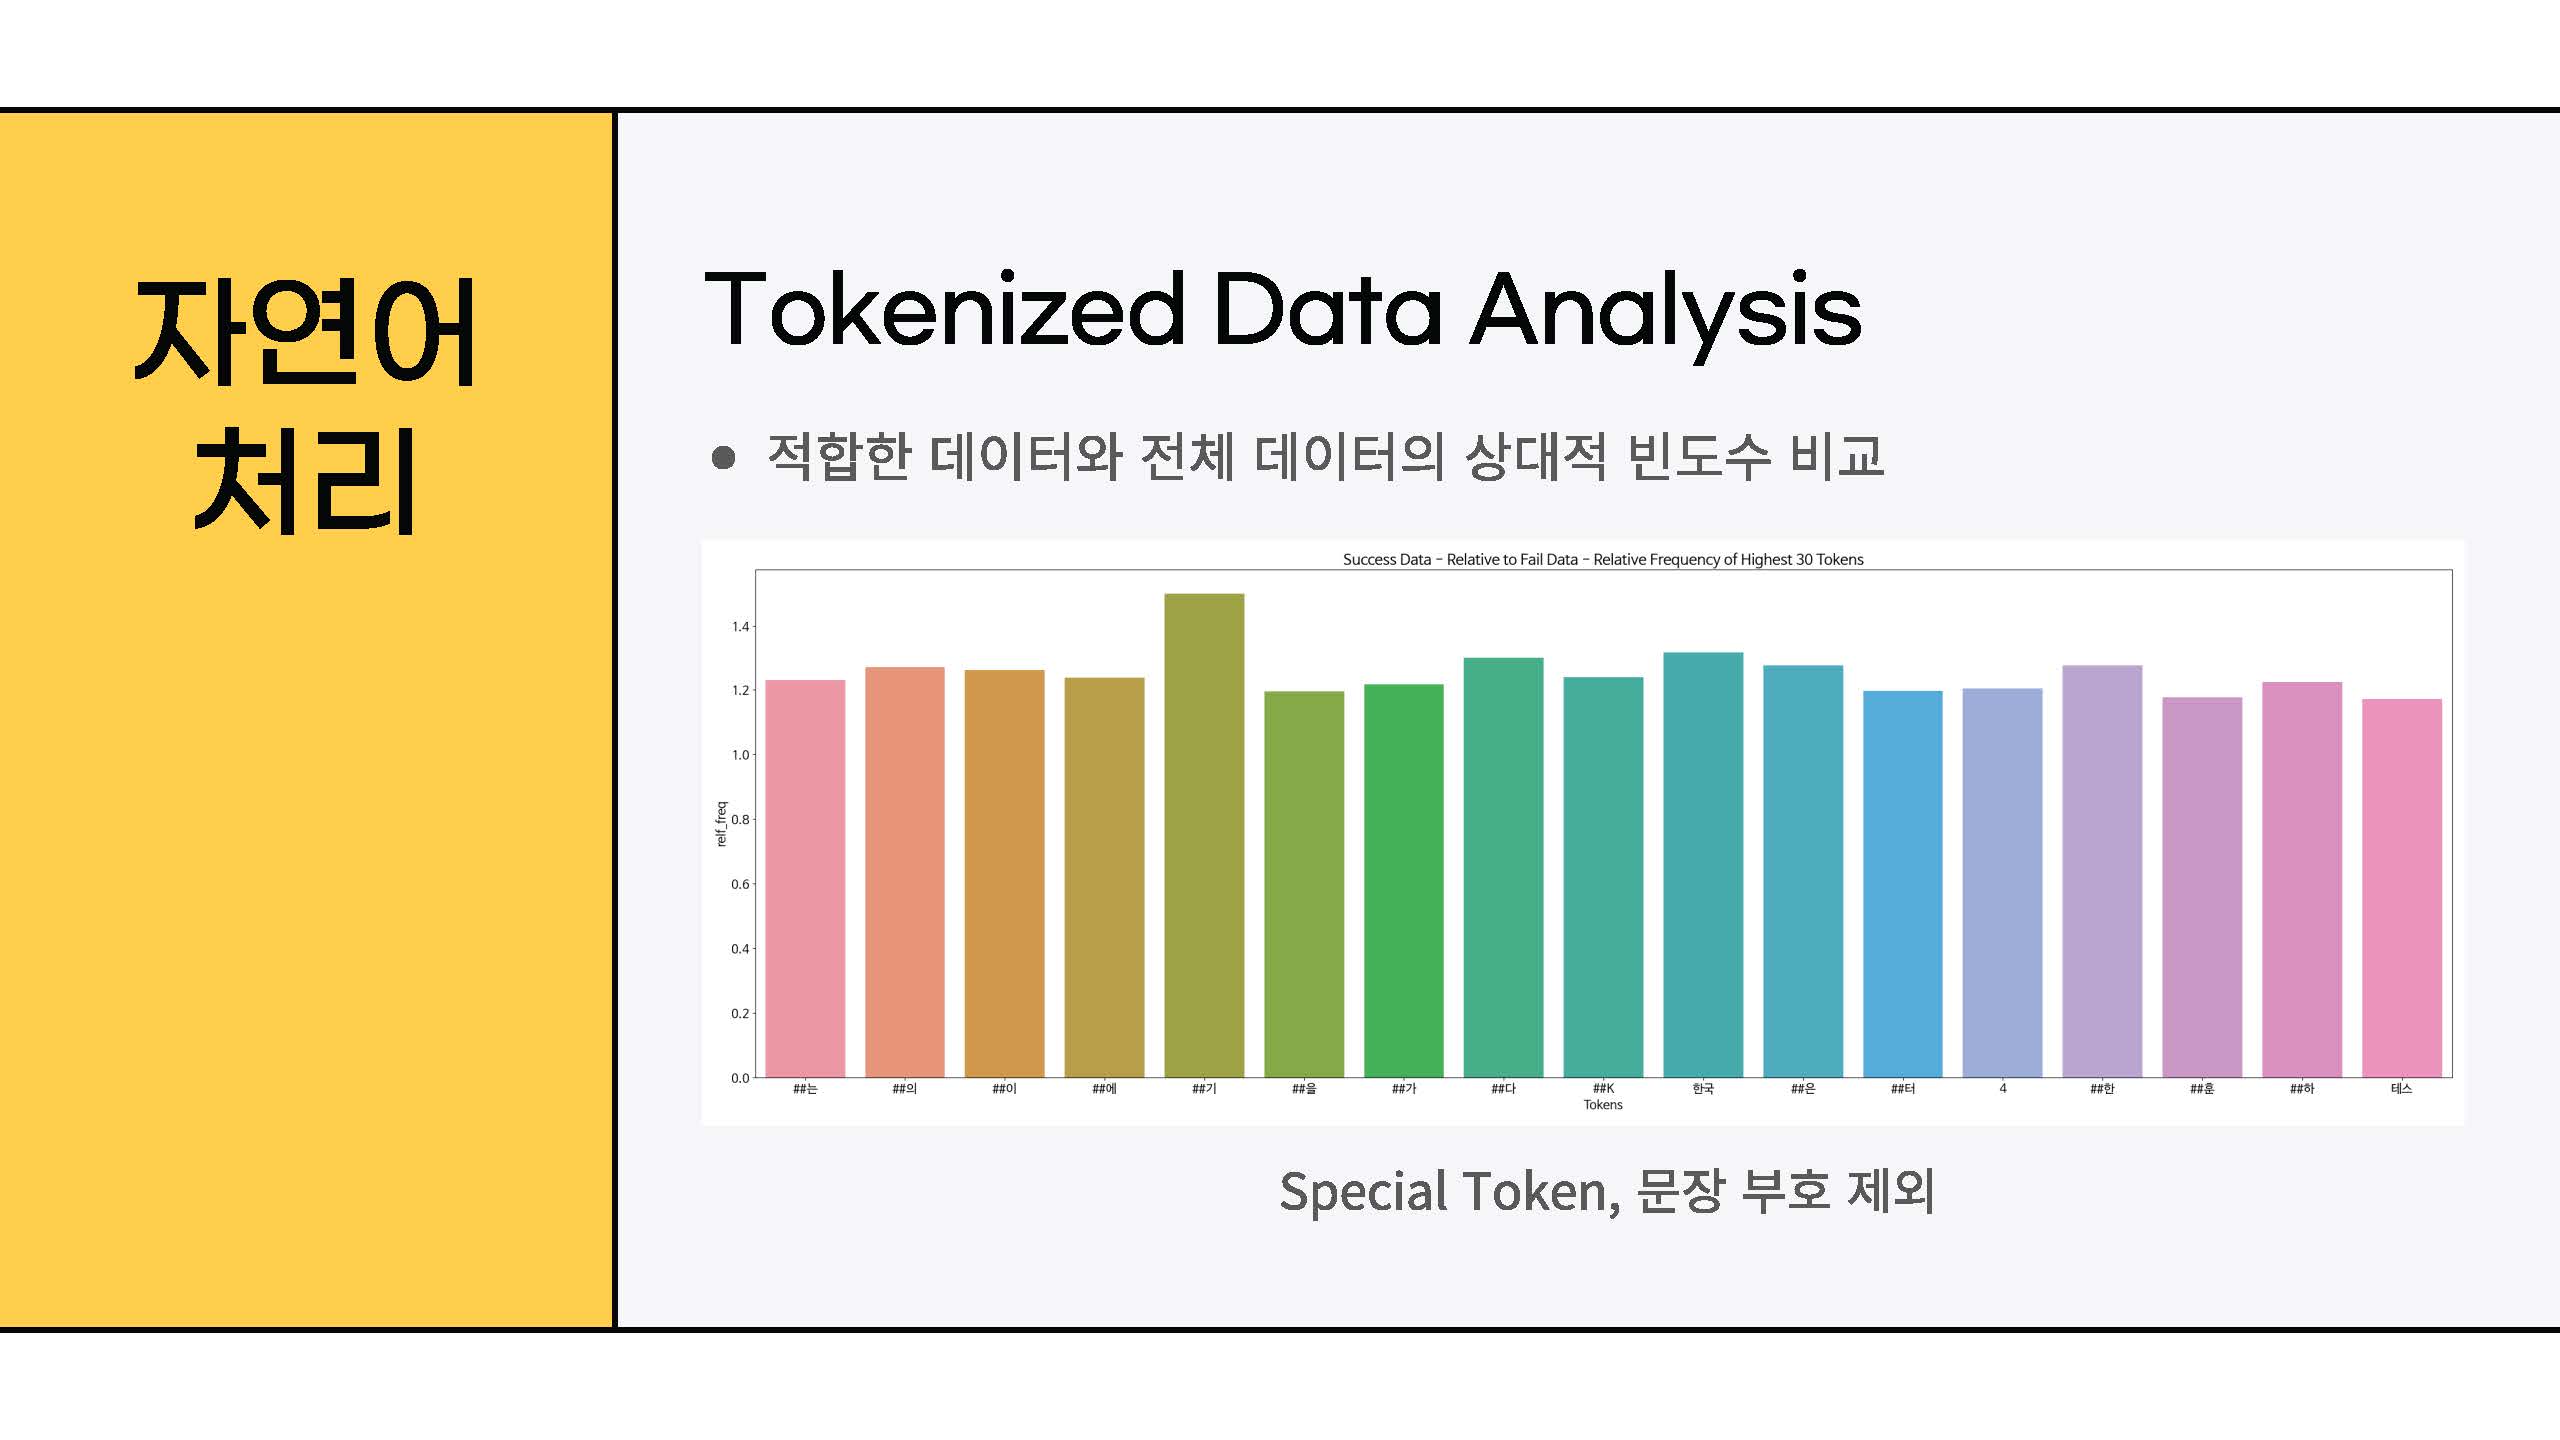 자연어
처리
Tokenized Data Analysis
● 적합한 데이터와 전체 데이터의 상대적 빈도수 비교
Success Data - Relative to Fail Data - Relative Frequency of Highest 30 Tokens
relf_freq
1.4
1.2
1.0
0.8
0.6
0.4
0.2
0.0
##는 ##의 ##이 ##에 ##기 ##을 ##가 ##다 ##K 한국 ##은 ##터 4 ##한 ##훈 ##하 테스
Tokens
Special Token, 문장 부호 제외